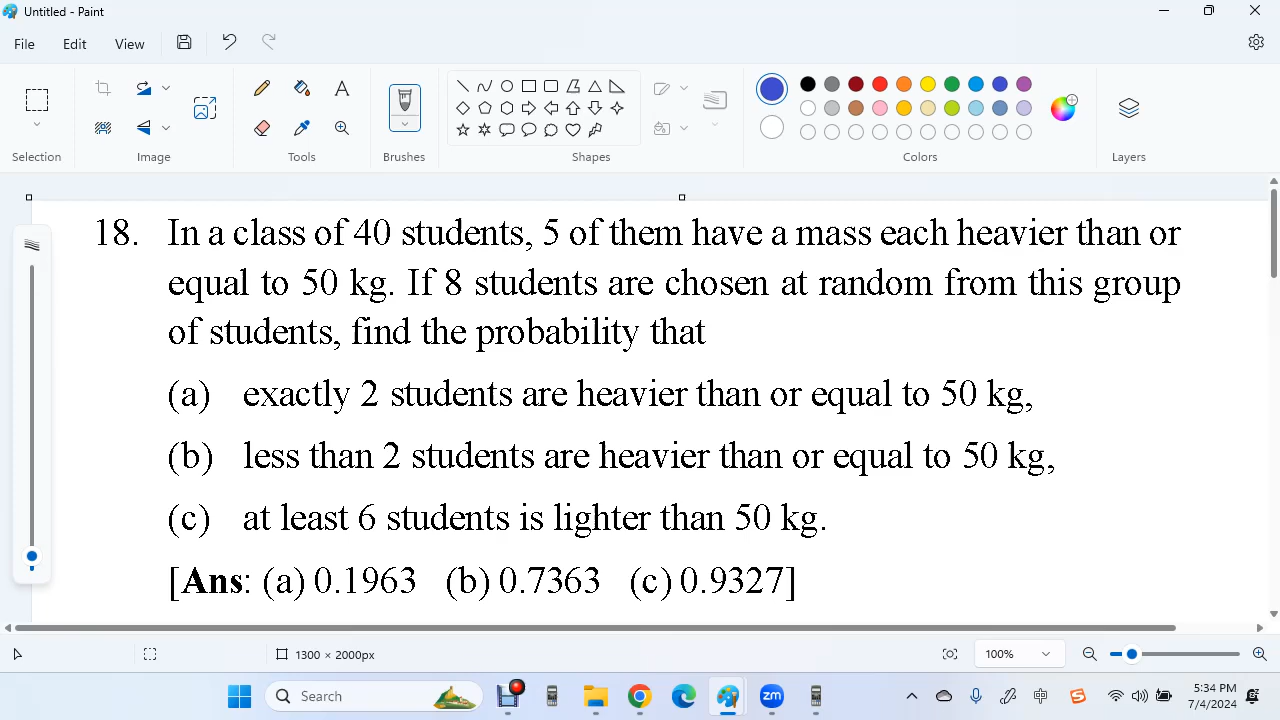 Untitled - Paint
File Edit View
Selection Image Tools Brushes Shapes Colors Layers
18. In a class of 40 students, 5 of them have a mass each heavier than or
equal to 50 kg. If 8 students are chosen at random from this group
of students, find the probability that
(a) exactly 2 students are heavier than or equal to 50 kg,
(b) less than 2 students are heavier than or equal to 50 kg,
(c) at least 6 students is lighter than 50 kg.
[Ans: (a) 0.1963 (b) 0.7363 (c) 0.9327]
1300 × 2000px 100%
Search zm 中 S 5:34 PM
7/4/2024